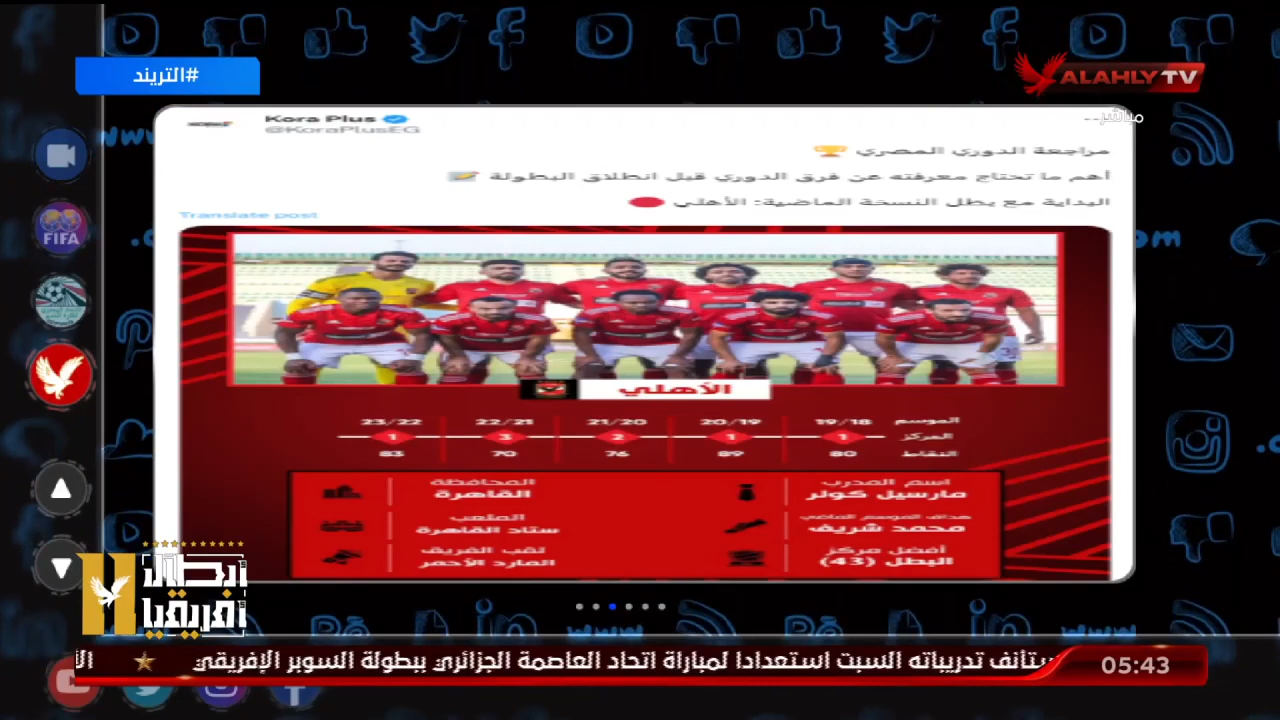 #التريند
ALAHLY TV
مباشر
Kora Plus
@KoraPlusEG
مراجعة الدوري المصري
أهم ما تحتاج معرفته عن فرق الدوري قبل انطلاق البطولة
البداية مع بطل النسخة الماضية: الأهلي
Translate post
FIFA
الأهلي
الموسم 19/18 20/19 21/20 22/21 23/22
المركز 1 1 2 3 1
النقاط 80 89 76 70 83
اسم المدرب
مارسيل كولر
المحافظة
القاهرة
هداف الموسم الماضي
محمد شريف
الملعب
ستاد القاهرة
أفضل مركز
البطل (43)
لقب الفريق
المارد الأحمر
أبطال
أفريقيا
ستأنف تدريباته السبت استعدادا لمباراة اتحاد العاصمة الجزائري ببطولة السوبر الإفريقي
05:43